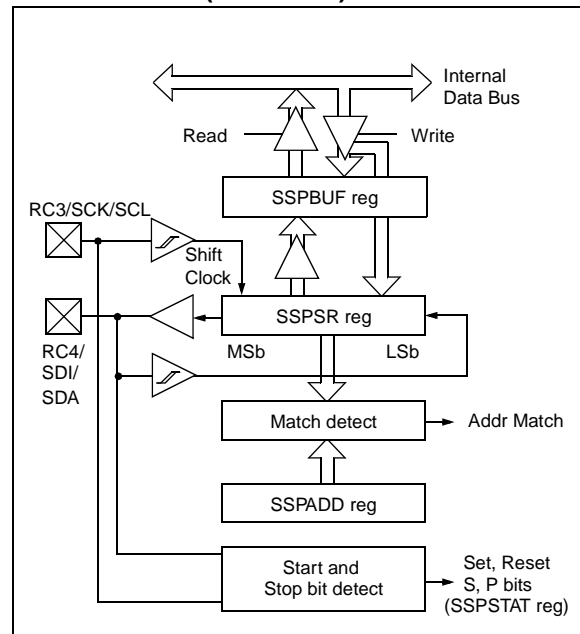 Internal
Data Bus
Read
Write
SSPBUF reg
RC3/SCK/SCL
Shift
Clock
SSPSR reg
MSb
LSb
RC4/
SDI/
SDA
Match detect
Addr Match
SSPADD reg
Start and
Stop bit detect
Set, Reset
S, P bits
(SSPSTAT reg)